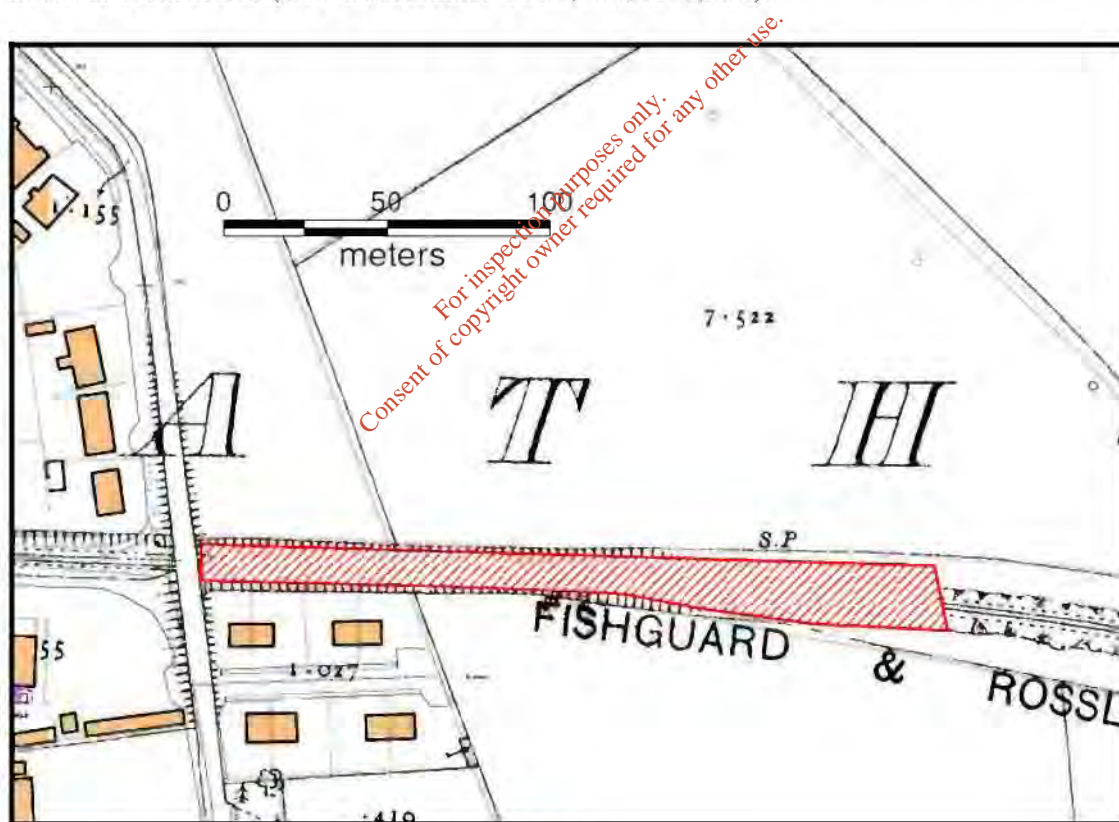 For inspection purposes only.
Consent of copyright owner required for any other use.
1·155
0 50 100
meters
7·522
A T H
S.P
FISHGUARD & ROSSL
55
1·027
·419